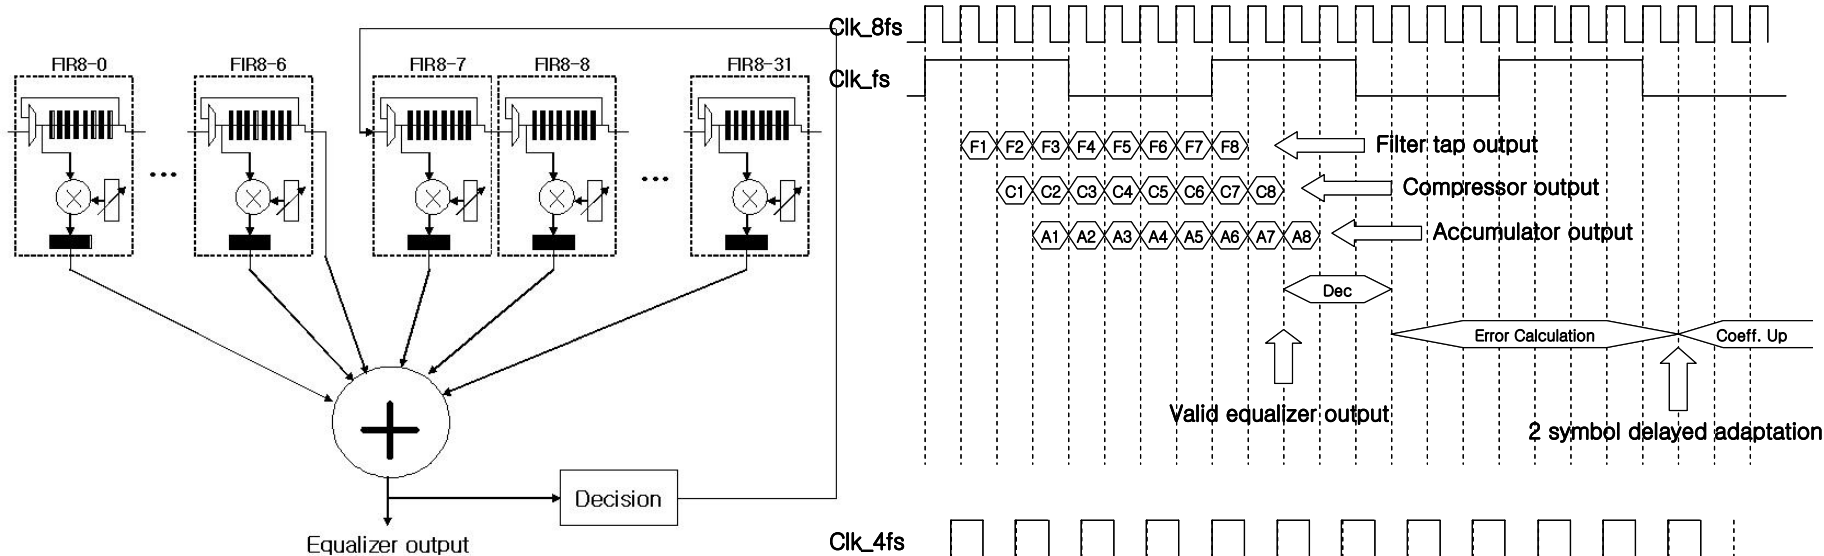 FIR8-0
FIR8-6
FIR8-7
FIR8-8
FIR8-31
...
...
Decision
Equalizer output
Clk_8fs
Clk_fs
F1 F2 F3 F4 F5 F6 F7 F8
Filter tap output
C1 C2 C3 C4 C5 C6 C7 C8
Compressor output
A1 A2 A3 A4 A5 A6 A7 A8
Accumulator output
Dec
Error Calculation
Coeff. Up
Valid equalizer output
2 symbol delayed adaptation
Clk_4fs